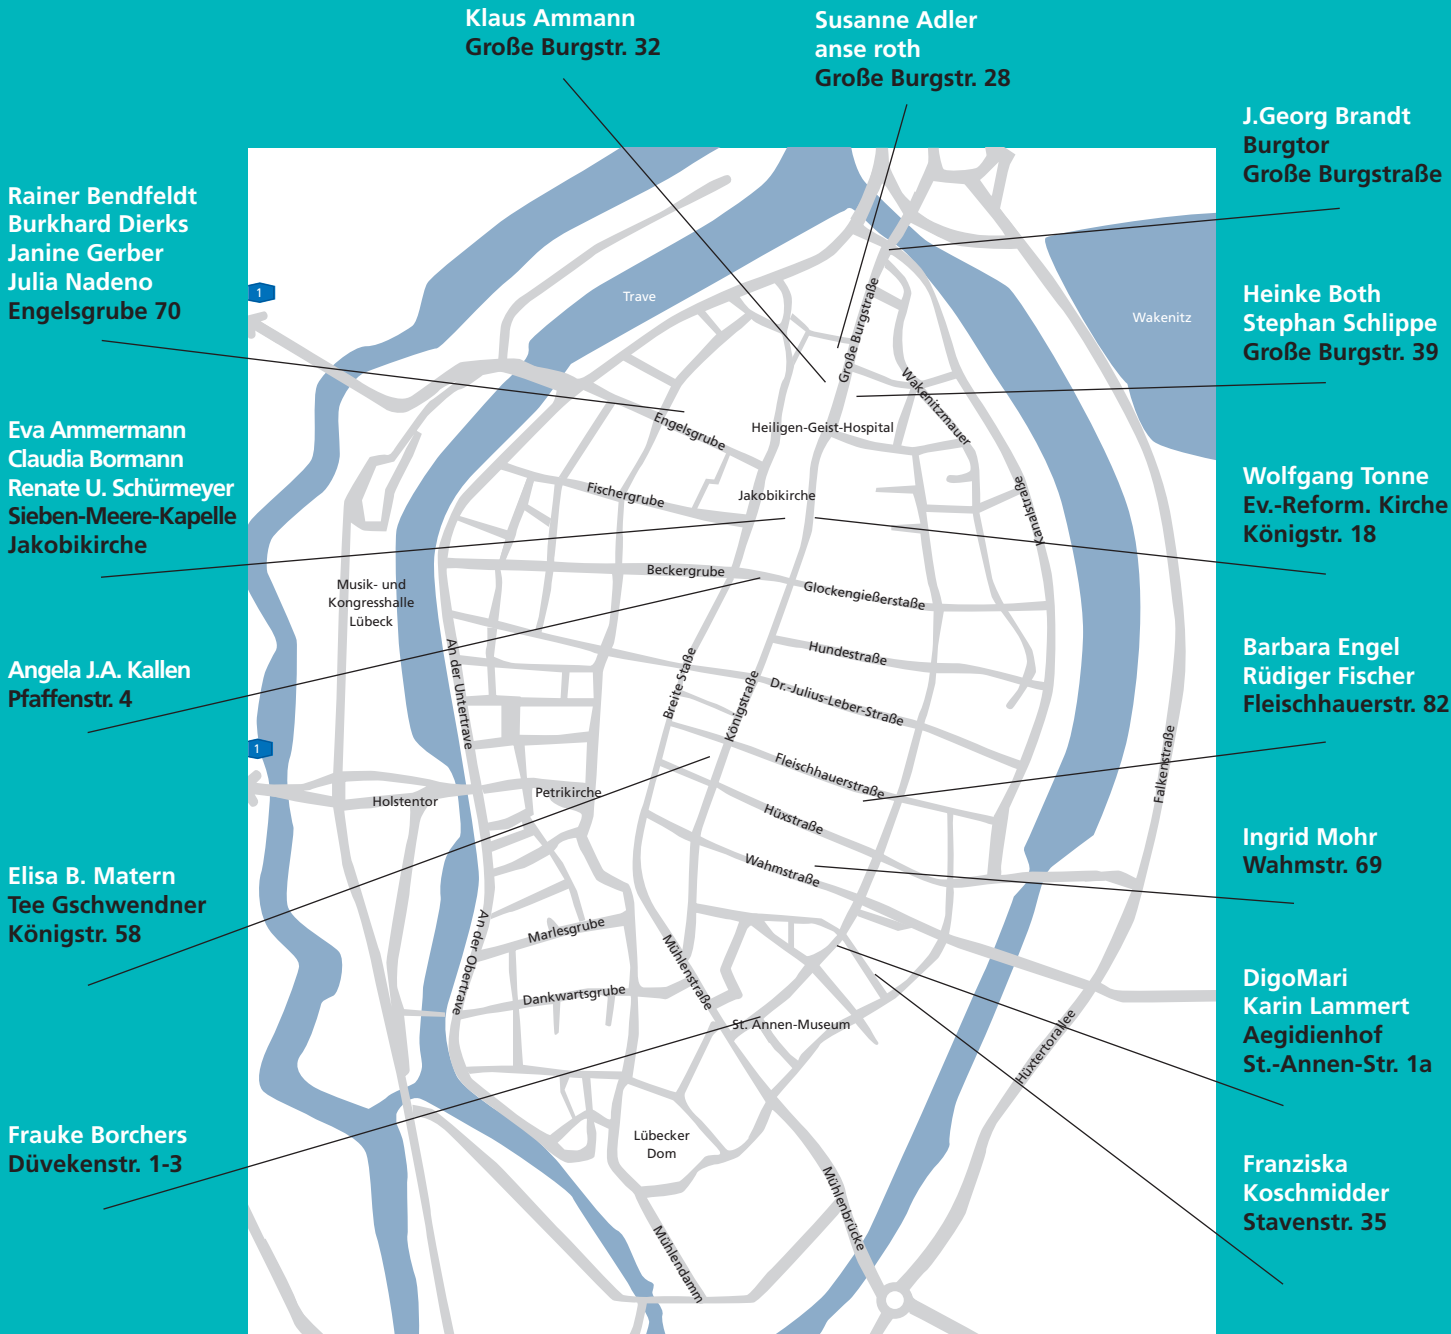 Klaus Ammann
Große Burgstr. 32
Susanne Adler
anse roth
Große Burgstr. 28
J.Georg Brandt
Burgtor
Große Burgstraße
Rainer Bendfeldt
Burkhard Dierks
Janine Gerber
Julia Nadeno
Engelsgrube 70
Heinke Both
Stephan Schlippe
Große Burgstr. 39
Eva Ammermann
Claudia Bormann
Renate U. Schürmeyer
Sieben-Meere-Kapelle
Jakobikirche
Wolfgang Tonne
Ev.-Reform. Kirche
Königstr. 18
Angela J.A. Kallen
Pfaffenstr. 4
Barbara Engel
Rüdiger Fischer
Fleischhauerstr. 82
Elisa B. Matern
Tee Gschwendner
Königstr. 58
Ingrid Mohr
Wahmstr. 69
DigoMari
Karin Lammert
Aegidienhof
St.-Annen-Str. 1a
Frauke Borchers
Düvekenstr. 1-3
Franziska
Koschmidder
Stavenstr. 35
1
Trave
Wakenitz
Große Burgstraße
Wakenitzmauer
Engelsgrube
Heiligen-Geist-Hospital
Fischergrube
Jakobikirche
Kanalstraße
Beckergrube
Glockengießerstaße
Musik- und
Kongresshalle
Lübeck
An der Untertrave
Breite Staße
Königstraße
Hundestraße
Dr.-Julius-Leber-Straße
1
Fleischhauerstraße
Falkenstraße
Holstentor
Petrikirche
Hüxstraße
Wahmstraße
An der Obertrave
Marlesgrube
Mühlenstraße
Dankwartsgrube
St. Annen-Museum
Hüxtertorallee
Lübecker
Dom
Mühlenbrücke
Mühlendamm